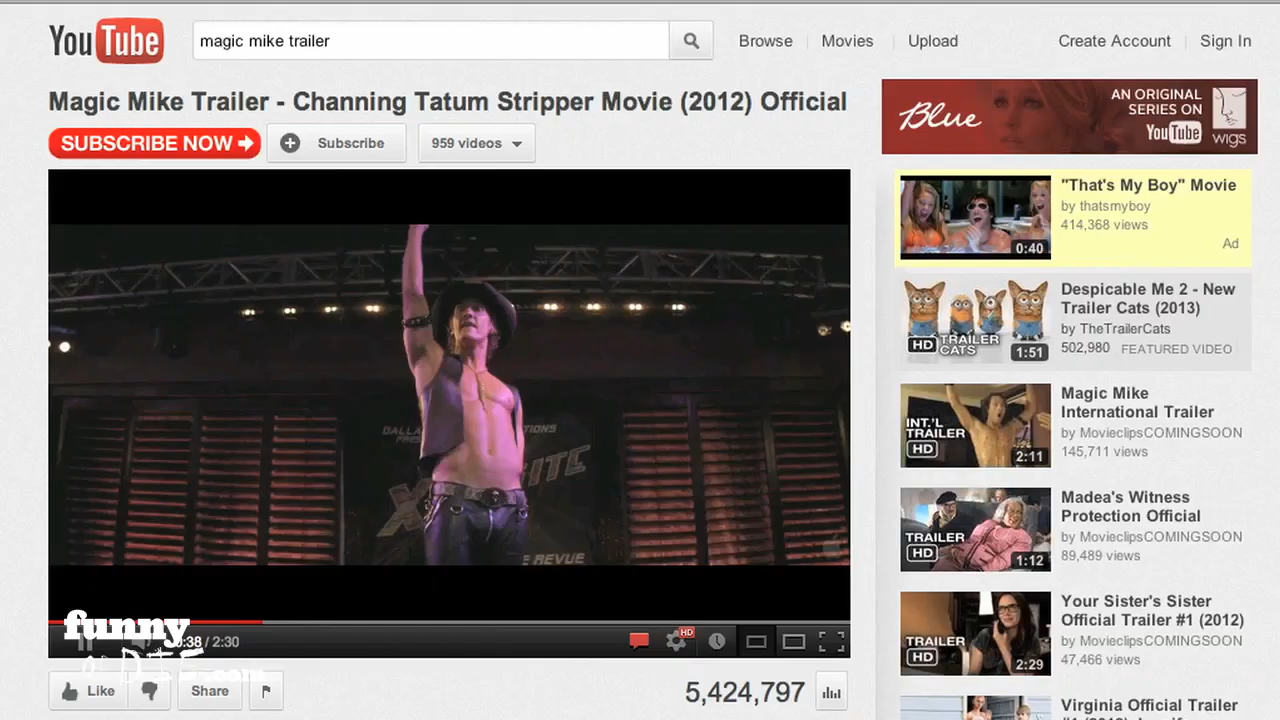 YouTube
magic mike trailer
Browse
Movies
Upload
Create Account
Sign In
Magic Mike Trailer - Channing Tatum Stripper Movie (2012) Official
SUBSCRIBE NOW
Subscribe
959 videos
Blue
AN ORIGINAL
SERIES ON
YouTube
wigs
"That's My Boy" Movie
by thatsmyboy
414,368 views
Ad
0:40
Despicable Me 2 - New
Trailer Cats (2013)
by TheTrailerCats
502,980 FEATURED VIDEO
HD TRAILER
CATS
1:51
Magic Mike
International Trailer
by MovieclipsCOMINGSOON
145,711 views
INT'L
TRAILER
HD
2:11
Madea's Witness
Protection Official
by MovieclipsCOMINGSOON
89,489 views
TRAILER
HD
1:12
Your Sister's Sister
Official Trailer #1 (2012)
by MovieclipsCOMINGSOON
47,466 views
TRAILER
HD
2:29
Virginia Official Trailer
REVUE
funny
OR DIE.com
0:38 / 2:30
HD
Like
Share
5,424,797